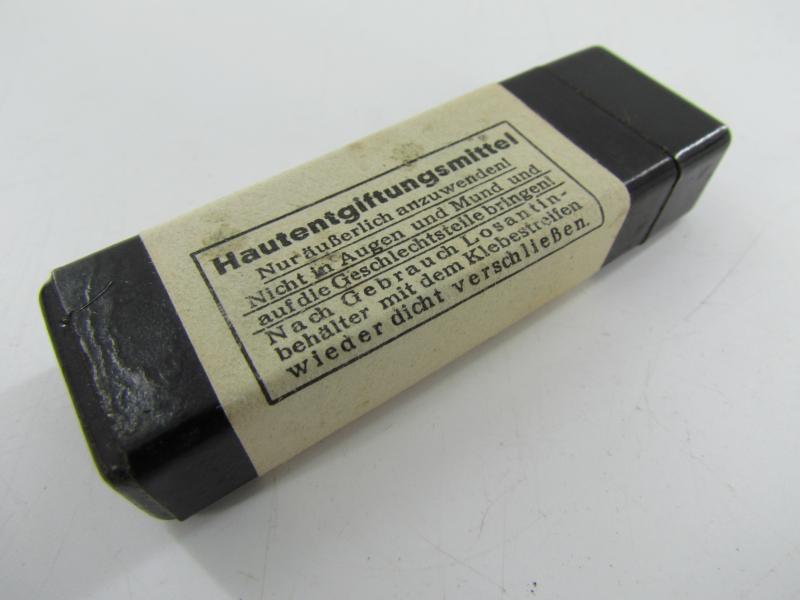 Hautentgiftungsmittel
Nur äußerlich anzuwenden!
Nicht in Augen und Mund und
auf die Geschlechtsteile bringen!
Nach Gebrauch Losantin-
behälter mit dem Klebestreifen
wieder dicht verschließen.